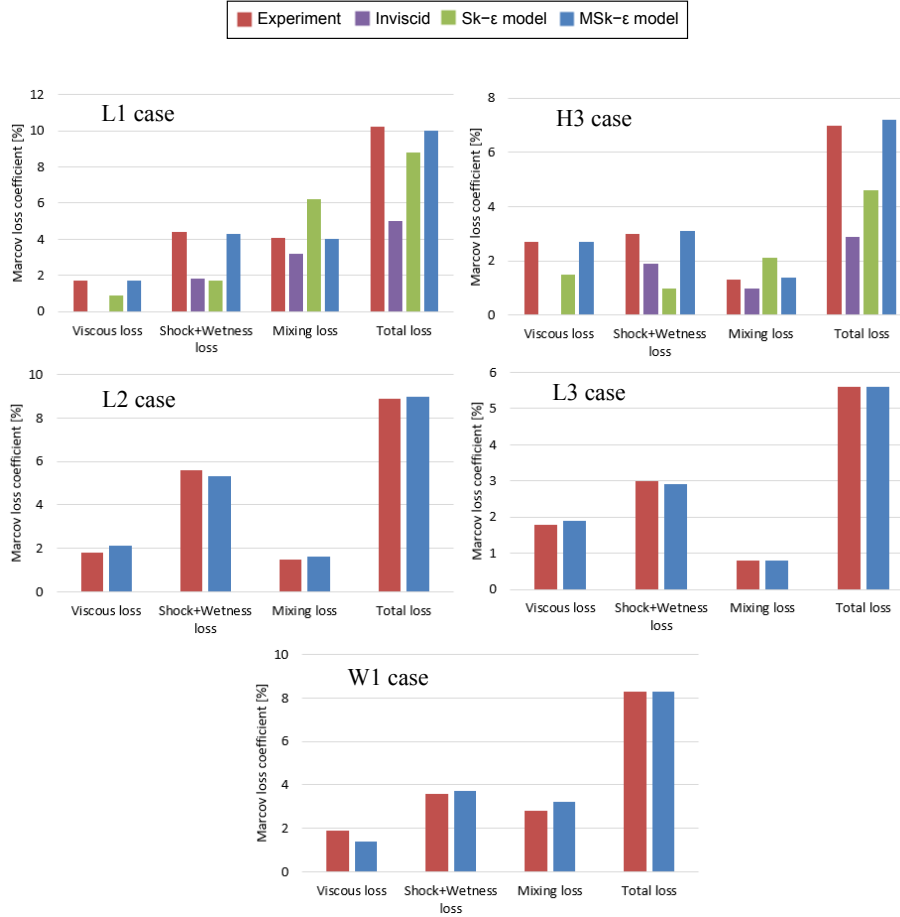 Experiment Inviscid Sk−ε model MSk−ε model
L1 case
Marcov loss coefficient [%]
12
10
8
6
4
2
0
Viscous loss Shock+Wetness loss Mixing loss Total loss
H3 case
Marcov loss coefficient [%]
8
6
4
2
0
Viscous loss Shock+Wetness loss Mixing loss Total loss
L2 case
Marcov loss coefficient [%]
10
8
6
4
2
0
Viscous loss Shock+Wetness loss Mixing loss Total loss
L3 case
Marcov loss coefficient [%]
6
5
4
3
2
1
0
Viscous loss Shock+Wetness loss Mixing loss Total loss
W1 case
Marcov loss coefficient [%]
10
8
6
4
2
0
Viscous loss Shock+Wetness loss Mixing loss Total loss